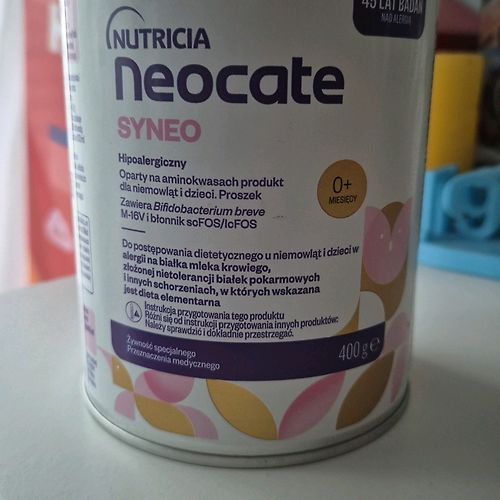 45 LAT BADAŃ
NAD ALERGIĄ
NUTRICIA
neocate
SYNEO
Hipoalergiczny
Oparty na aminokwasach produkt
dla niemowląt i dzieci. Proszek
Zawiera Bifidobacterium breve
M-16V i błonnik scFOS/lcFOS
0+
MIESIĘCY
Do postępowania dietetycznego u niemowląt i dzieci w
alergii na białka mleka krowiego,
złożonej nietolerancji białek pokarmowych
i innych schorzeniach, w których wskazana
jest dieta elementarna
Instrukcja przygotowania tego produktu
Różni się od instrukcji przygotowania innych produktów:
Należy sprawdzić i dokładnie przestrzegać.
400 g e
Żywność specjalnego
Przeznaczenia medycznego